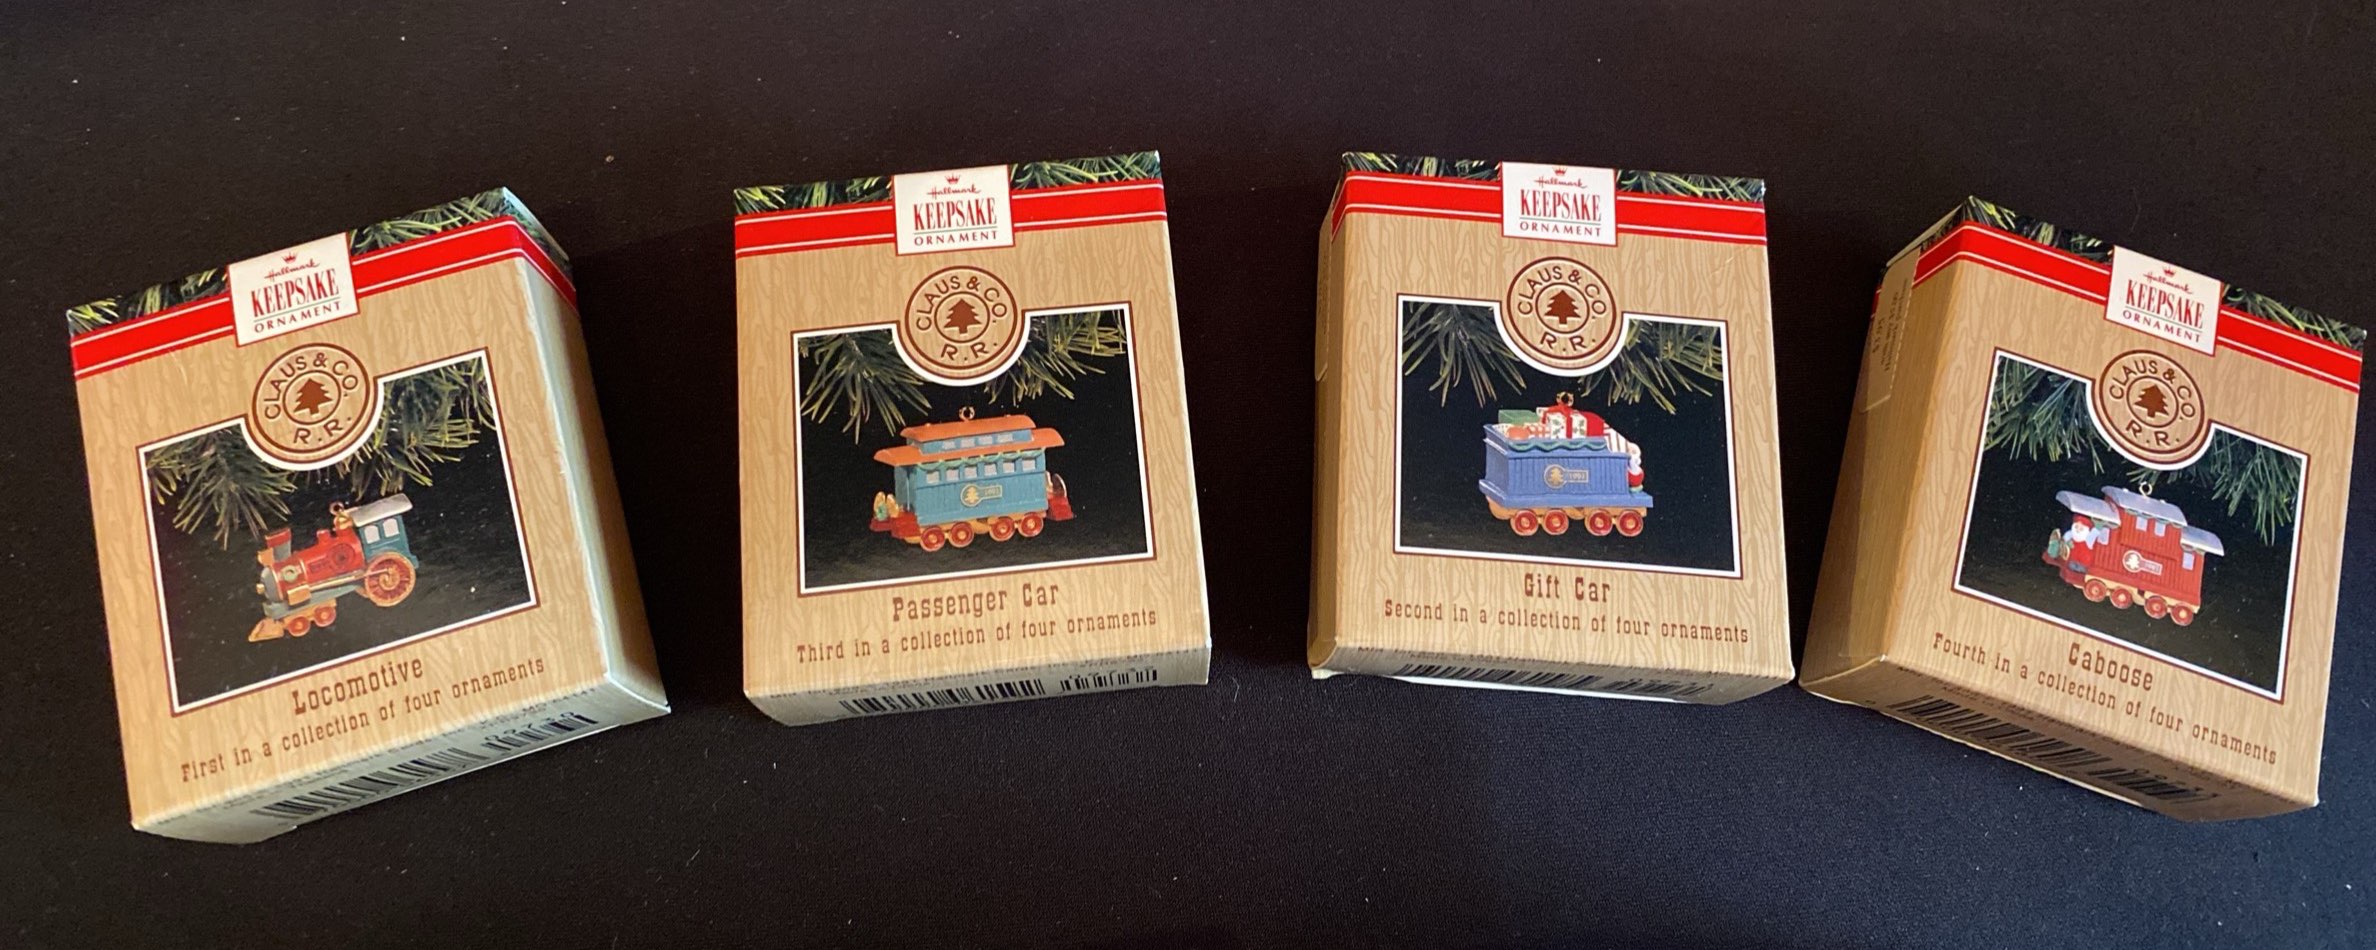 Hallmark
KEEPSAKE
ORNAMENT
CLAUS & CO.
R.R.
Locomotive
First in a collection of four ornaments
Hallmark
KEEPSAKE
ORNAMENT
CLAUS & CO.
R.R.
Passenger Car
Third in a collection of four ornaments
Hallmark
KEEPSAKE
ORNAMENT
CLAUS & CO.
R.R.
Gift Car
Second in a collection of four ornaments
Hallmark
KEEPSAKE
ORNAMENT
CLAUS & CO.
R.R.
Caboose
Fourth in a collection of four ornaments